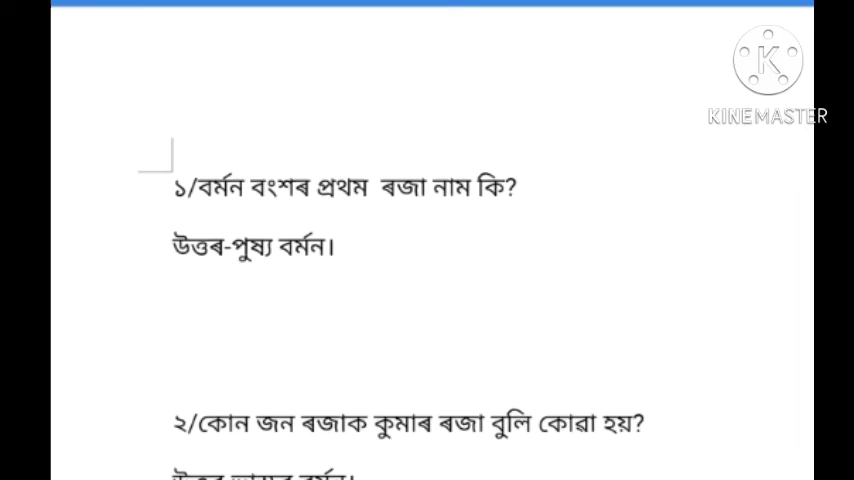 KINEMASTER
১/বৰ্মন বংশৰ প্ৰথম ৰজা নাম কি?
উত্তৰ-পুষ্য বৰ্মন।
২/কোন জন ৰজাক কুমাৰ ৰজা বুলি কোৱা হয়?